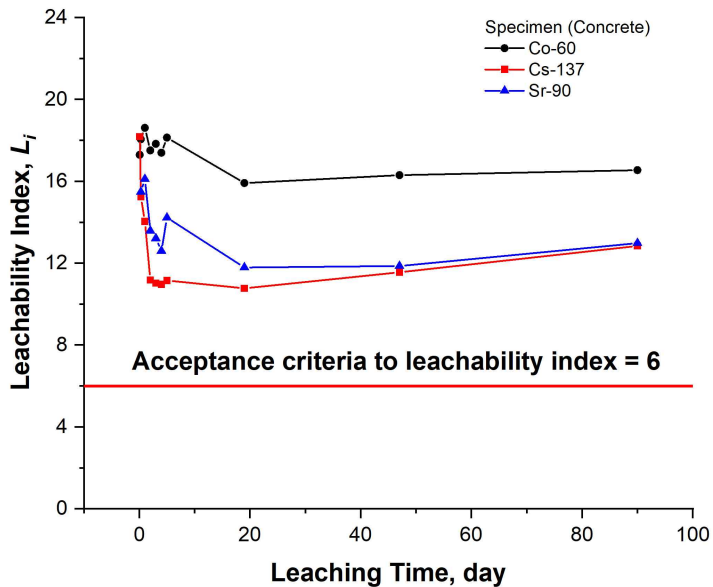 Leachability Index, Li
24
20
16
12
8
4
0
Specimen (Concrete)
Co-60
Cs-137
Sr-90
Acceptance criteria to leachability index = 6
0 20 40 60 80 100
Leaching Time, day